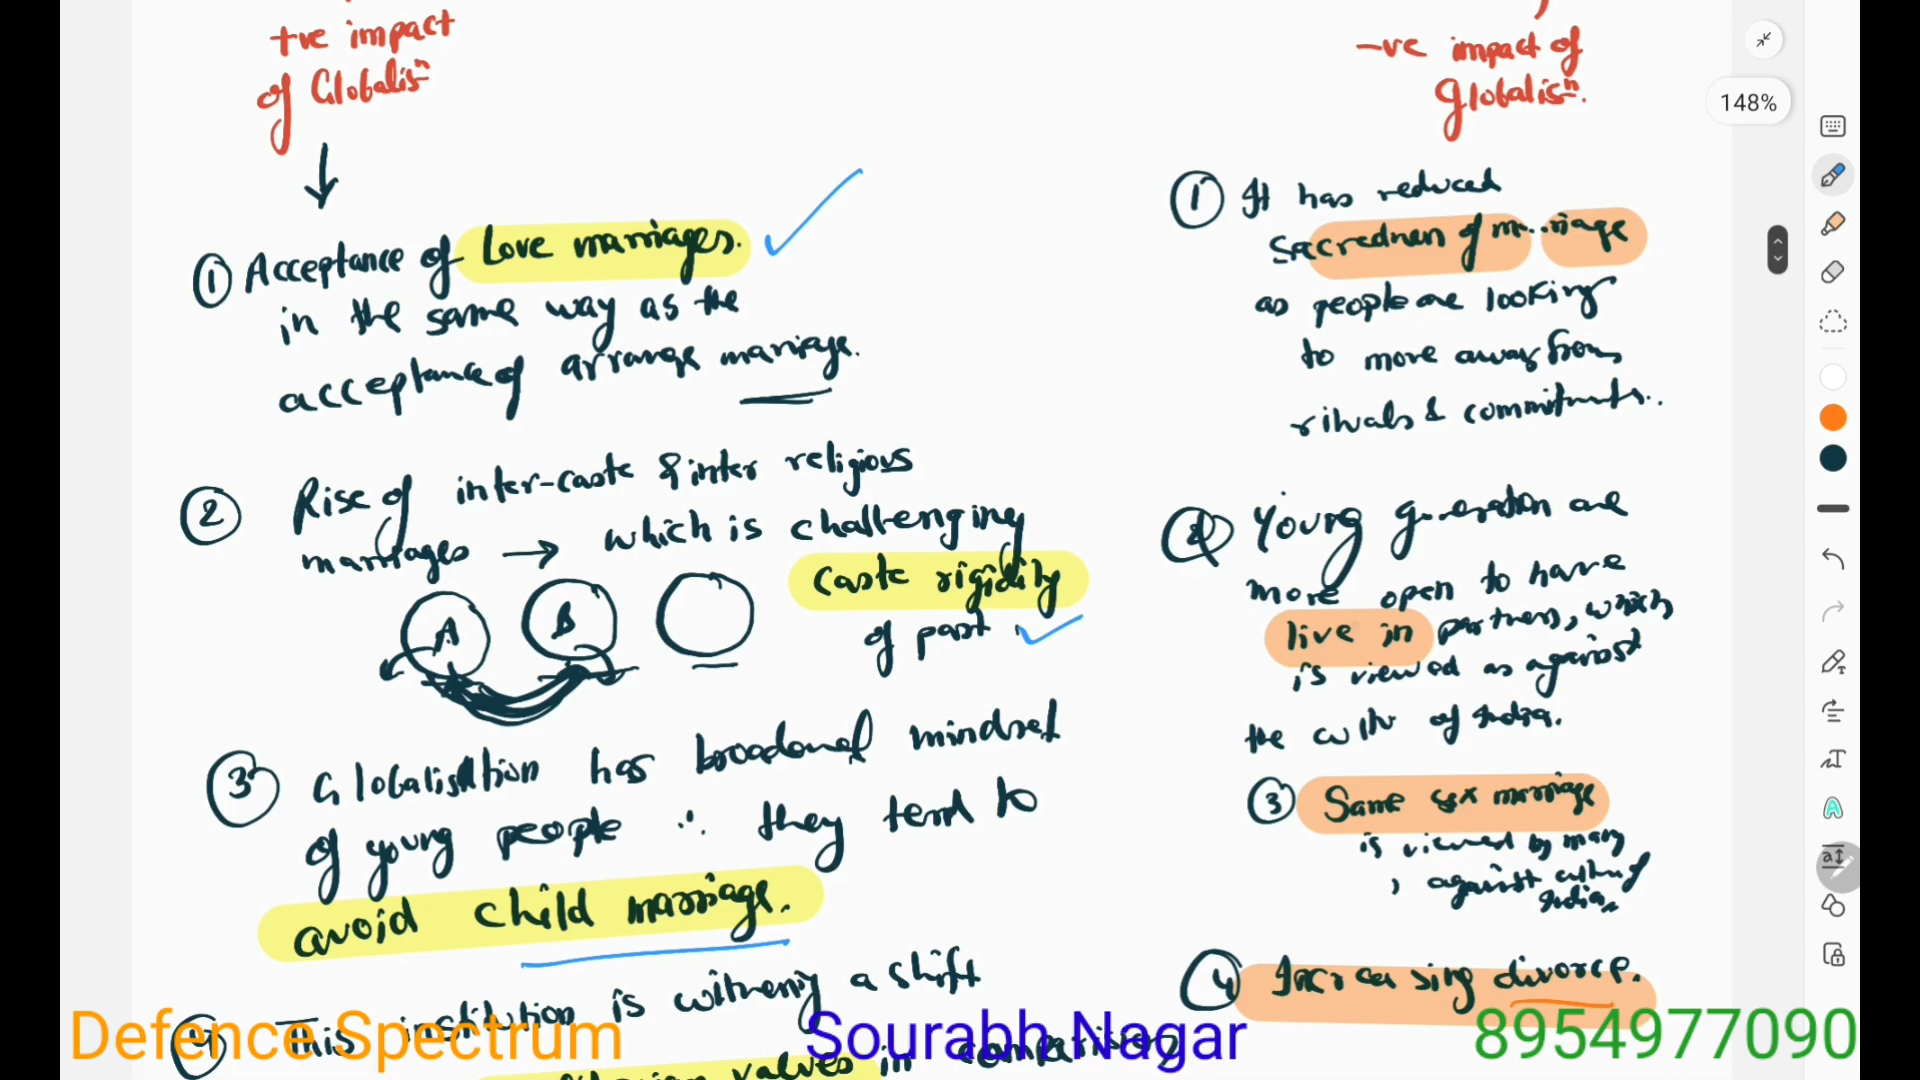 +ve impact
of Globalisⁿ
① Acceptance of Love marriages.
in the same way as the
acceptance of arrange marriage.
② Rise of inter-caste & inter religious
marriages → which is challenging
caste rigidity
of past
A B
③ Globalisation has broadened mindset
of young people ∴ they tend to
avoid child marriage.
④ This institution is witnessing a shift
values in comparison
-ve impact of
globalisⁿ.
① It has reduced
sacredness of marriage
as people are looking
to move away from
rituals & commitments.
② Young generation are
more open to have
live in partners, which
is viewed as against
the culture of India.
③ Same sex marriage
is viewed by many
against culture of
India.
④ Increasing divorce.
148%
Defence Spectrum Sourabh Nagar 8954977090